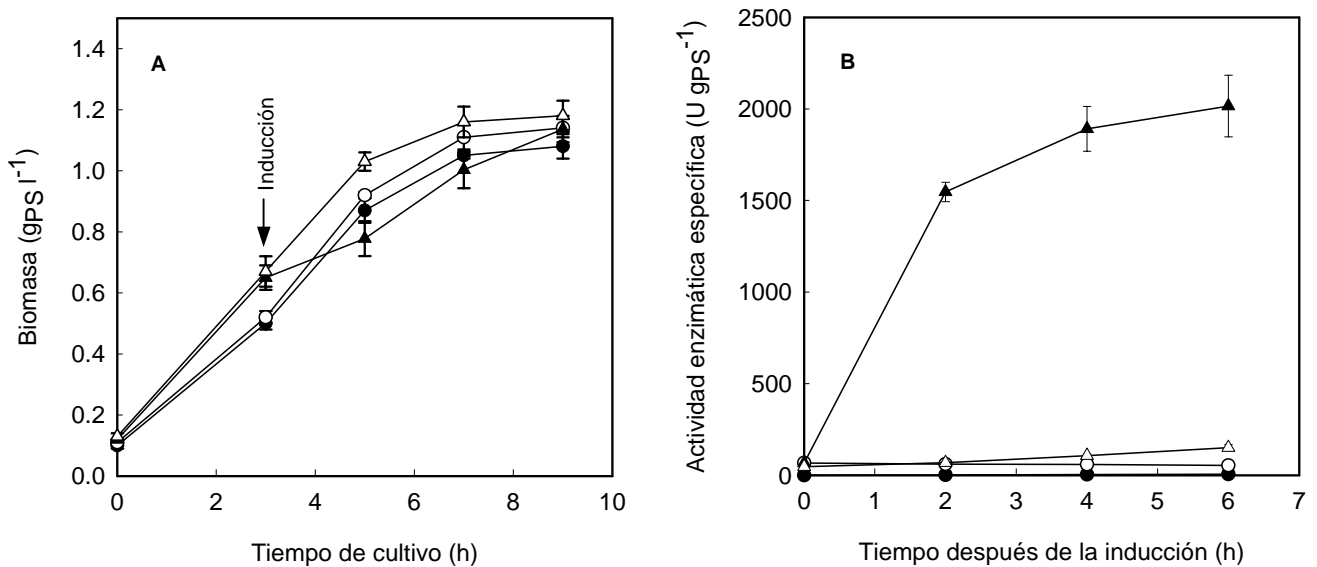 A
Inducción
Biomasa (gPS l-1)
1.4
1.2
1.0
0.8
0.6
0.4
0.2
0.0
0 2 4 6 8 10
Tiempo de cultivo (h)
B
Actividad enzimática específica (U gPS-1)
2500
2000
1500
1000
500
0
0 1 2 3 4 5 6 7
Tiempo después de la inducción (h)